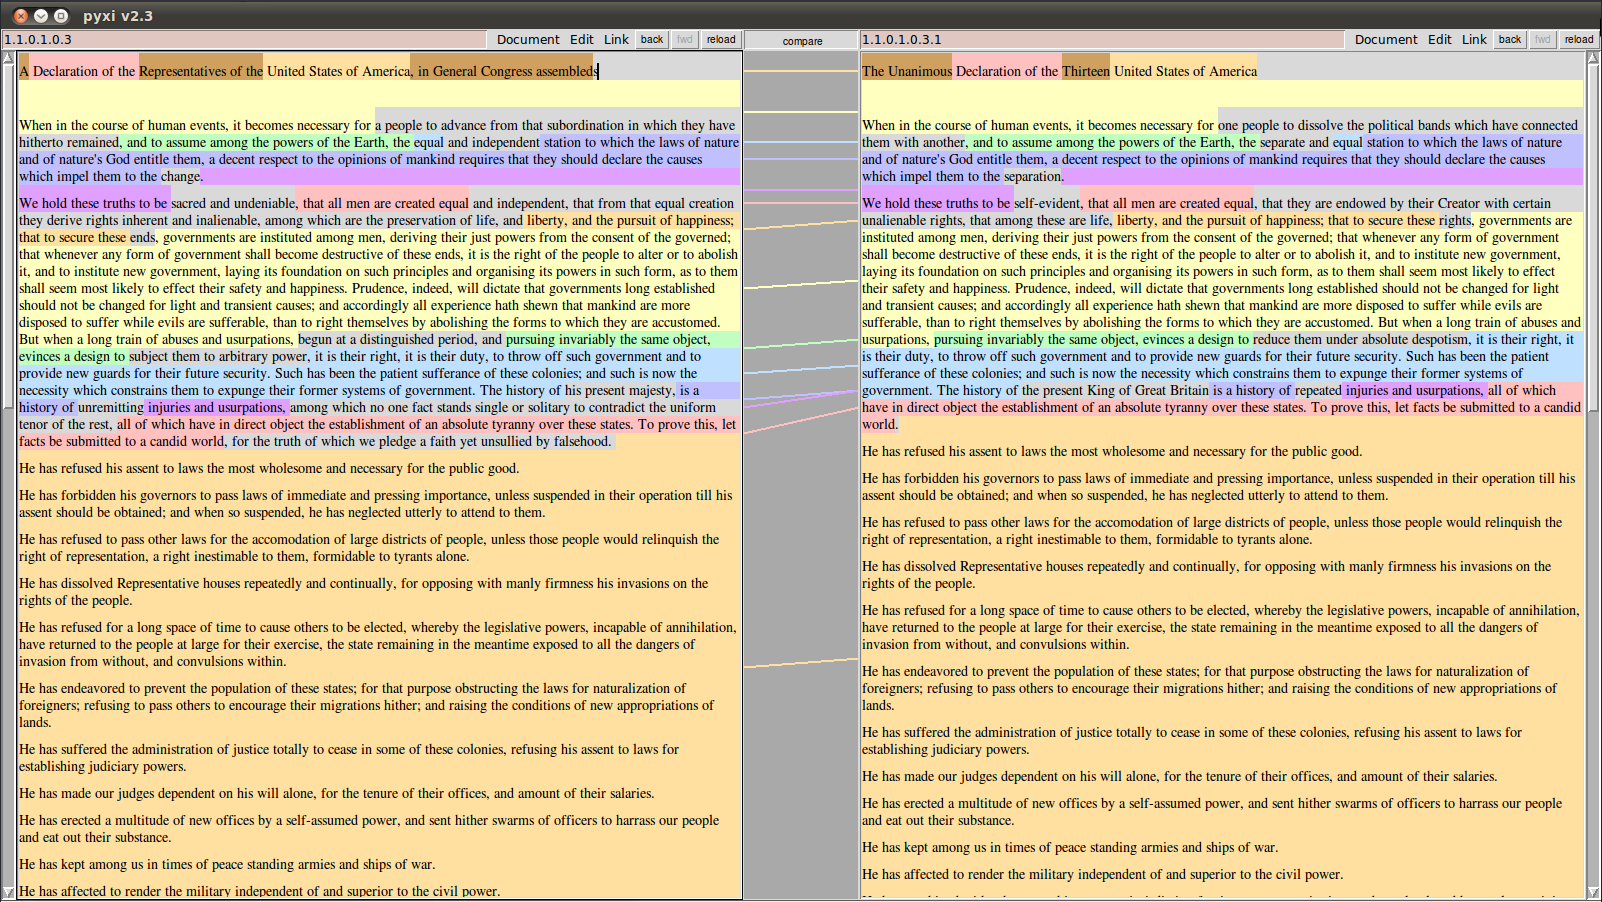 pyxi v2.3
1.1.0.1.0.3 Document Edit Link back fwd reload
compare
1.1.0.1.0.3.1 Document Edit Link back fwd reload
A Declaration of the Representatives of the United States of America, in General Congress assembleds
When in the course of human events, it becomes necessary for a people to advance from that subordination in which they have
hitherto remained, and to assume among the powers of the Earth, the equal and independent station to which the laws of nature
and of nature's God entitle them, a decent respect to the opinions of mankind requires that they should declare the causes
which impel them to the change.
We hold these truths to be sacred and undeniable, that all men are created equal and independent, that from that equal creation
they derive rights inherent and inalienable, among which are the preservation of life, and liberty, and the pursuit of happiness;
that to secure these ends, governments are instituted among men, deriving their just powers from the consent of the governed;
that whenever any form of government shall become destructive of these ends, it is the right of the people to alter or to abolish
it, and to institute new government, laying its foundation on such principles and organising its powers in such form, as to them
shall seem most likely to effect their safety and happiness. Prudence, indeed, will dictate that governments long established
should not be changed for light and transient causes; and accordingly all experience hath shewn that mankind are more
disposed to suffer while evils are sufferable, than to right themselves by abolishing the forms to which they are accustomed.
But when a long train of abuses and usurpations, begun at a distinguished period, and pursuing invariably the same object,
evinces a design to subject them to arbitrary power, it is their right, it is their duty, to throw off such government and to
provide new guards for their future security. Such has been the patient sufferance of these colonies; and such is now the
necessity which constrains them to expunge their former systems of government. The history of his present majesty, is a
history of unremitting injuries and usurpations, among which no one fact stands single or solitary to contradict the uniform
tenor of the rest, all of which have in direct object the establishment of an absolute tyranny over these states. To prove this, let
facts be submitted to a candid world, for the truth of which we pledge a faith yet unsullied by falsehood.
He has refused his assent to laws the most wholesome and necessary for the public good.
He has forbidden his governors to pass laws of immediate and pressing importance, unless suspended in their operation till his
assent should be obtained; and when so suspended, he has neglected utterly to attend to them.
He has refused to pass other laws for the accomodation of large districts of people, unless those people would relinquish the
right of representation, a right inestimable to them, formidable to tyrants alone.
He has dissolved Representative houses repeatedly and continually, for opposing with manly firmness his invasions on the
rights of the people.
He has refused for a long space of time to cause others to be elected, whereby the legislative powers, incapable of annihilation,
have returned to the people at large for their exercise, the state remaining in the meantime exposed to all the dangers of
invasion from without, and convulsions within.
He has endeavored to prevent the population of these states; for that purpose obstructing the laws for naturalization of
foreigners; refusing to pass others to encourage their migrations hither; and raising the conditions of new appropriations of
lands.
He has suffered the administration of justice totally to cease in some of these colonies, refusing his assent to laws for
establishing judiciary powers.
He has made our judges dependent on his will alone, for the tenure of their offices, and amount of their salaries.
He has erected a multitude of new offices by a self-assumed power, and sent hither swarms of officers to harrass our people
and eat out their substance.
He has kept among us in times of peace standing armies and ships of war.
He has affected to render the military independent of and superior to the civil power.
The Unanimous Declaration of the Thirteen United States of America
When in the course of human events, it becomes necessary for one people to dissolve the political bands which have connected
them with another, and to assume among the powers of the Earth, the separate and equal station to which the laws of nature
and of nature's God entitle them, a decent respect to the opinions of mankind requires that they should declare the causes
which impel them to the separation.
We hold these truths to be self-evident, that all men are created equal, that they are endowed by their Creator with certain
unalienable rights, that among these are life, liberty, and the pursuit of happiness; that to secure these rights, governments are
instituted among men, deriving their just powers from the consent of the governed; that whenever any form of government
shall become destructive of these ends, it is the right of the people to alter or to abolish it, and to institute new government,
laying its foundation on such principles and organising its powers in such form, as to them shall seem most likely to effect
their safety and happiness. Prudence, indeed, will dictate that governments long established should not be changed for light
and transient causes; and accordingly all experience hath shewn that mankind are more disposed to suffer while evils are
sufferable, than to right themselves by abolishing the forms to which they are accustomed. But when a long train of abuses and
usurpations, pursuing invariably the same object, evinces a design to reduce them under absolute despotism, it is their right, it
is their duty, to throw off such government and to provide new guards for their future security. Such has been the patient
sufferance of these colonies; and such is now the necessity which constrains them to expunge their former systems of
government. The history of the present King of Great Britain is a history of repeated injuries and usurpations, all of which
have in direct object the establishment of an absolute tyranny over these states. To prove this, let facts be submitted to a candid
world.
He has refused his assent to laws the most wholesome and necessary for the public good.
He has forbidden his governors to pass laws of immediate and pressing importance, unless suspended in their operation till his
assent should be obtained; and when so suspended, he has neglected utterly to attend to them.
He has refused to pass other laws for the accomodation of large districts of people, unless those people would relinquish the
right of representation, a right inestimable to them, formidable to tyrants alone.
He has dissolved Representative houses repeatedly and continually, for opposing with manly firmness his invasions on the
rights of the people.
He has refused for a long space of time to cause others to be elected, whereby the legislative powers, incapable of annihilation,
have returned to the people at large for their exercise, the state remaining in the meantime exposed to all the dangers of
invasion from without, and convulsions within.
He has endeavored to prevent the population of these states; for that purpose obstructing the laws for naturalization of
foreigners; refusing to pass others to encourage their migrations hither; and raising the conditions of new appropriations of
lands.
He has suffered the administration of justice totally to cease in some of these colonies, refusing his assent to laws for
establishing judiciary powers.
He has made our judges dependent on his will alone, for the tenure of their offices, and amount of their salaries.
He has erected a multitude of new offices by a self-assumed power, and sent hither swarms of officers to harrass our people
and eat out their substance.
He has kept among us in times of peace standing armies and ships of war.
He has affected to render the military independent of and superior to the civil power.